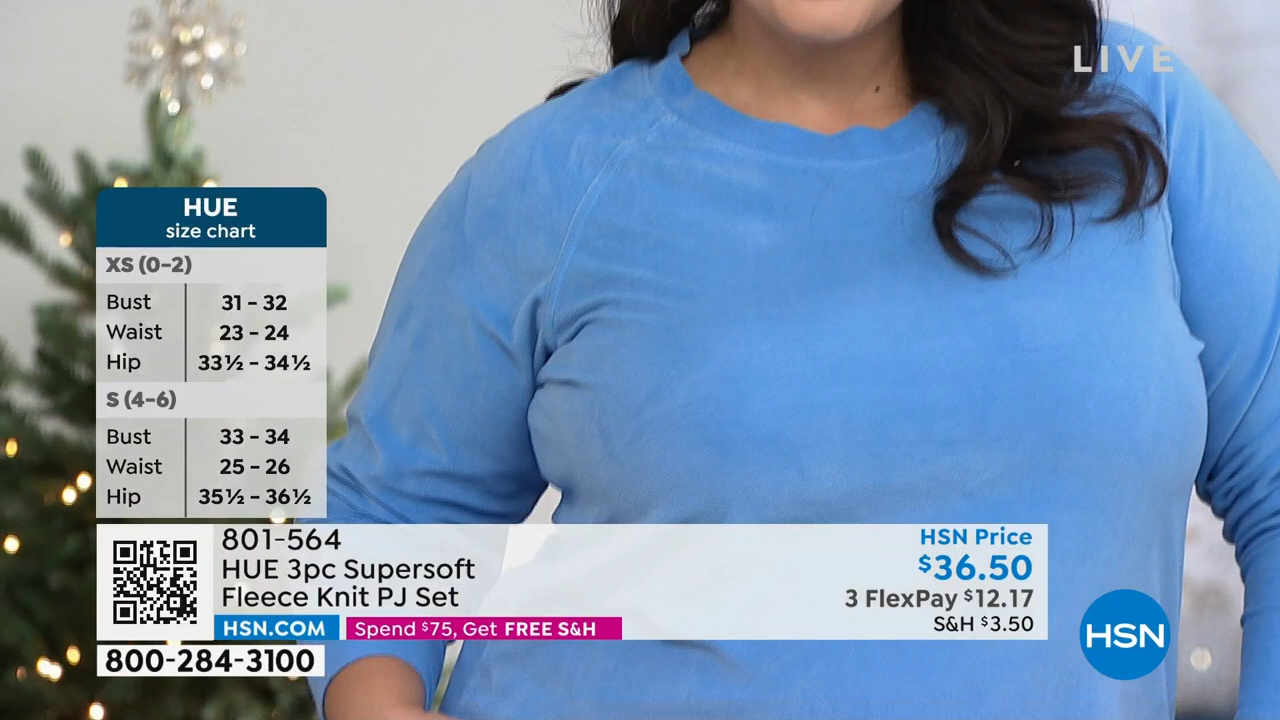 LIVE
HUE
size chart
XS (0-2)
Bust 31 - 32
Waist 23 - 24
Hip 33½ - 34½
S (4-6)
Bust 33 - 34
Waist 25 - 26
Hip 35½ - 36½
801-564
HUE 3pc Supersoft
Fleece Knit PJ Set
HSN.COM Spend $75, Get FREE S&H
800-284-3100
HSN Price
$36.50
3 FlexPay $12.17
S&H $3.50
HSN